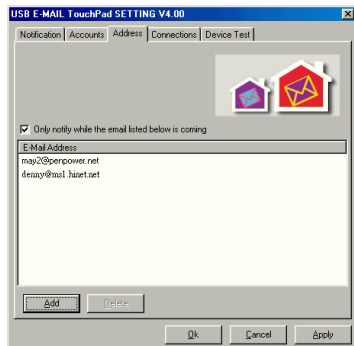 USB E-MAIL TouchPad SETTING V4.00
Notification Accounts Address Connections Device Test
Only notify while the email listed below is coming
E-Mail Address
may2@penpower.net
denny@ms1.hinet.net
Add Delete
Ok Cancel Apply